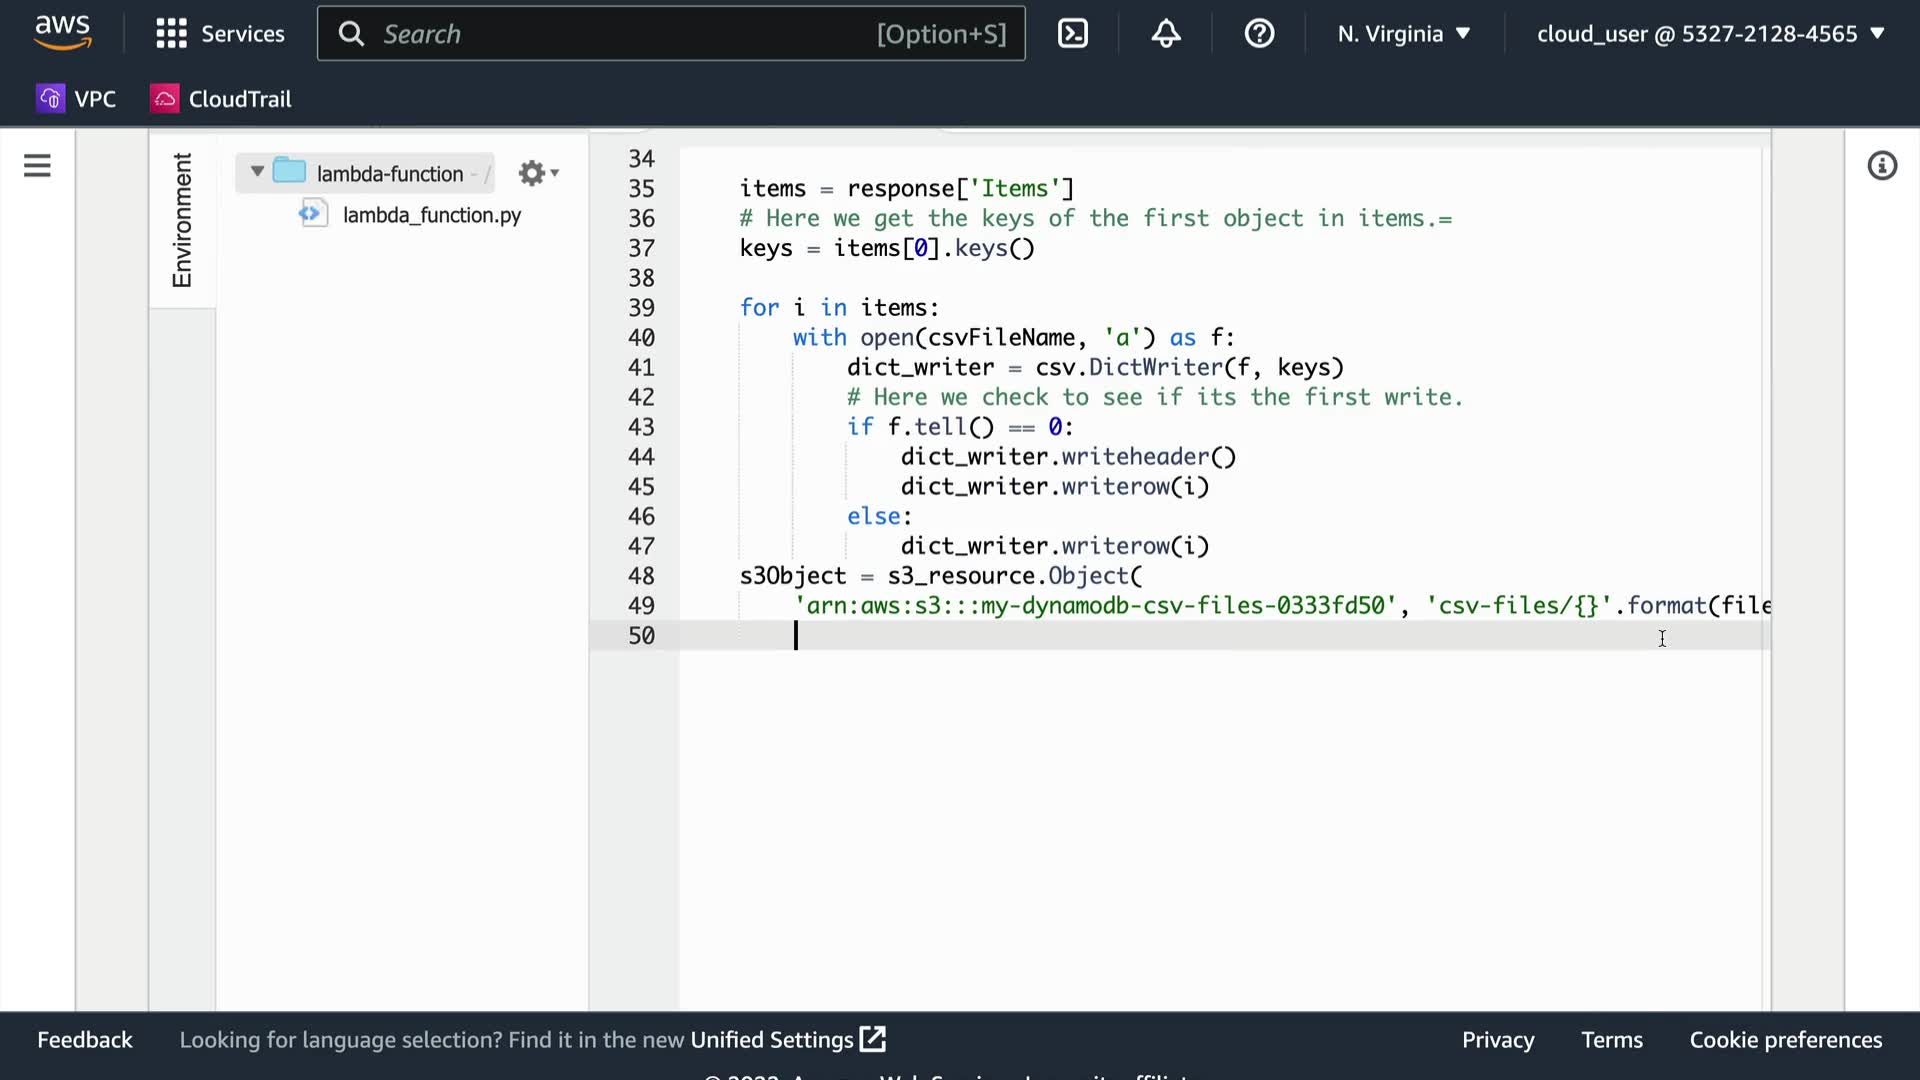 aws
Services
Search
[Option+S]
N. Virginia
cloud_user @ 5327-2128-4565
VPC
CloudTrail
Environment
lambda-function - /
lambda_function.py
34
35 items = response['Items']
36 # Here we get the keys of the first object in items.=
37 keys = items[0].keys()
38
39 for i in items:
40 with open(csvFileName, 'a') as f:
41 dict_writer = csv.DictWriter(f, keys)
42 # Here we check to see if its the first write.
43 if f.tell() == 0:
44 dict_writer.writeheader()
45 dict_writer.writerow(i)
46 else:
47 dict_writer.writerow(i)
48 s3Object = s3_resource.Object(
49 'arn:aws:s3:::my-dynamodb-csv-files-0333fd50', 'csv-files/{}'.format(file
50
Feedback
Looking for language selection? Find it in the new Unified Settings
Privacy
Terms
Cookie preferences